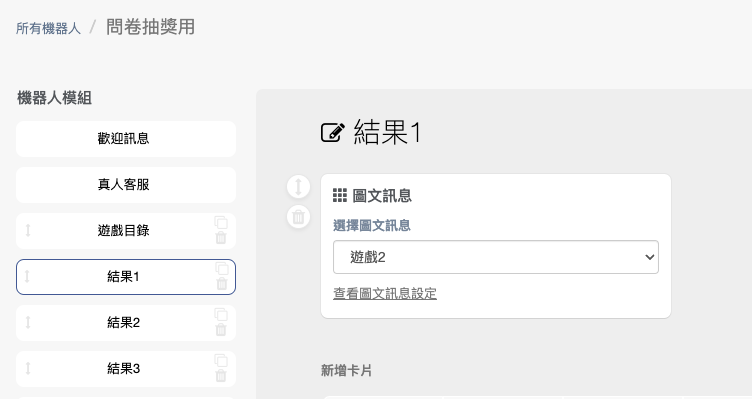 所有機器人 / 問卷抽獎用
機器人模組
歡迎訊息
真人客服
遊戲目錄
結果1
結果2
結果3
結果1
圖文訊息
選擇圖文訊息
遊戲2
查看圖文訊息設定
新增卡片